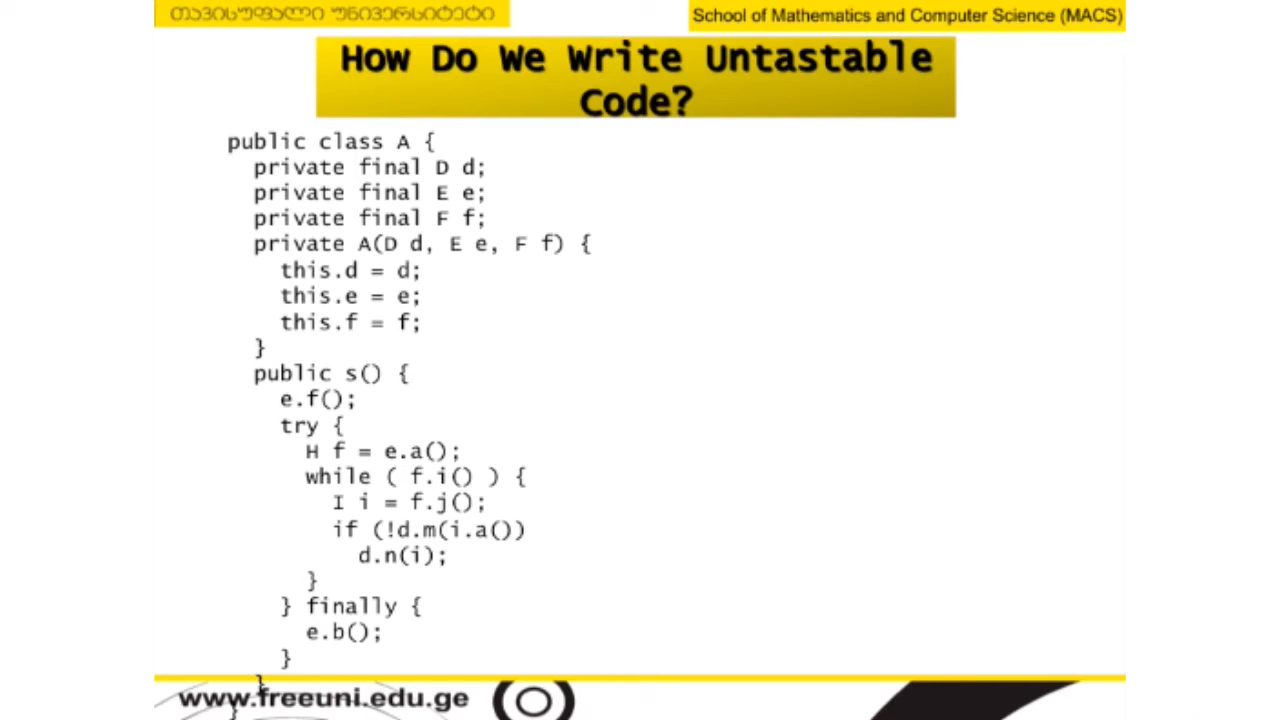 თავისუფალი უნივერსიტეტი
School of Mathematics and Computer Science (MACS)
How Do We Write Untastable
Code?
public class A {
private final D d;
private final E e;
private final F f;
private A(D d, E e, F f) {
this.d = d;
this.e = e;
this.f = f;
}
public s() {
e.f();
try {
H f = e.a();
while ( f.i() ) {
I i = f.j();
if (!d.m(i.a())
d.n(i);
}
} finally {
e.b();
}
}
www.freeuni.edu.ge
}